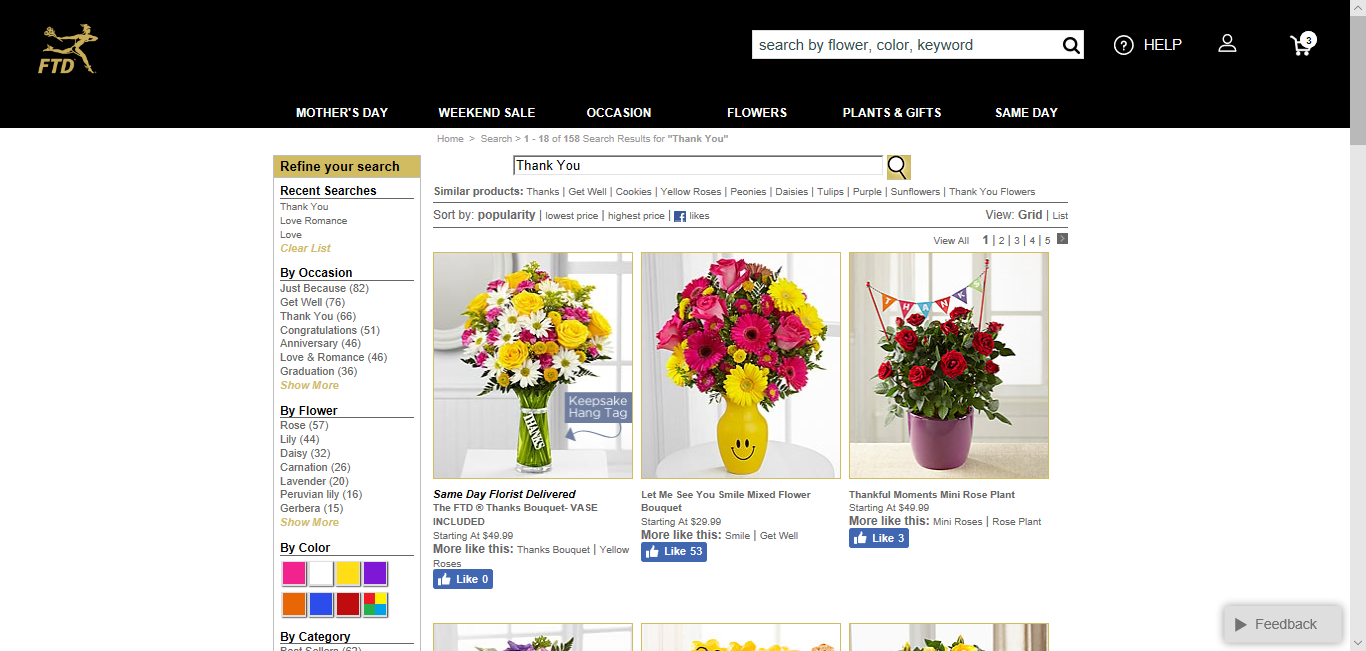 FTD
search by flower, color, keyword
HELP
3
MOTHER'S DAY WEEKEND SALE OCCASION FLOWERS PLANTS & GIFTS SAME DAY
Home > Search > 1 - 18 of 158 Search Results for "Thank You"
Refine your search
Recent Searches
Thank You
Love Romance
Love
Clear List
By Occasion
Just Because (82)
Get Well (76)
Thank You (66)
Congratulations (51)
Anniversary (46)
Love & Romance (46)
Graduation (36)
Show More
By Flower
Rose (57)
Lily (44)
Daisy (32)
Carnation (26)
Lavender (20)
Peruvian lily (16)
Gerbera (15)
Show More
By Color
By Category
Best Sellers (62)
Thank You
Similar products: Thanks | Get Well | Cookies | Yellow Roses | Peonies | Daisies | Tulips | Purple | Sunflowers | Thank You Flowers
Sort by: popularity | lowest price | highest price | f likes
View: Grid | List
View All 1 | 2 | 3 | 4 | 5 >
Keepsake
Hang Tag
THANKS
Same Day Florist Delivered
The FTD ® Thanks Bouquet- VASE
INCLUDED
Starting At $49.99
More like this: Thanks Bouquet | Yellow
Roses
Like 0
Let Me See You Smile Mixed Flower
Bouquet
Starting At $29.99
More like this: Smile | Get Well
Like 53
THANKS
Thankful Moments Mini Rose Plant
Starting At $49.99
More like this: Mini Roses | Rose Plant
Like 3
Feedback